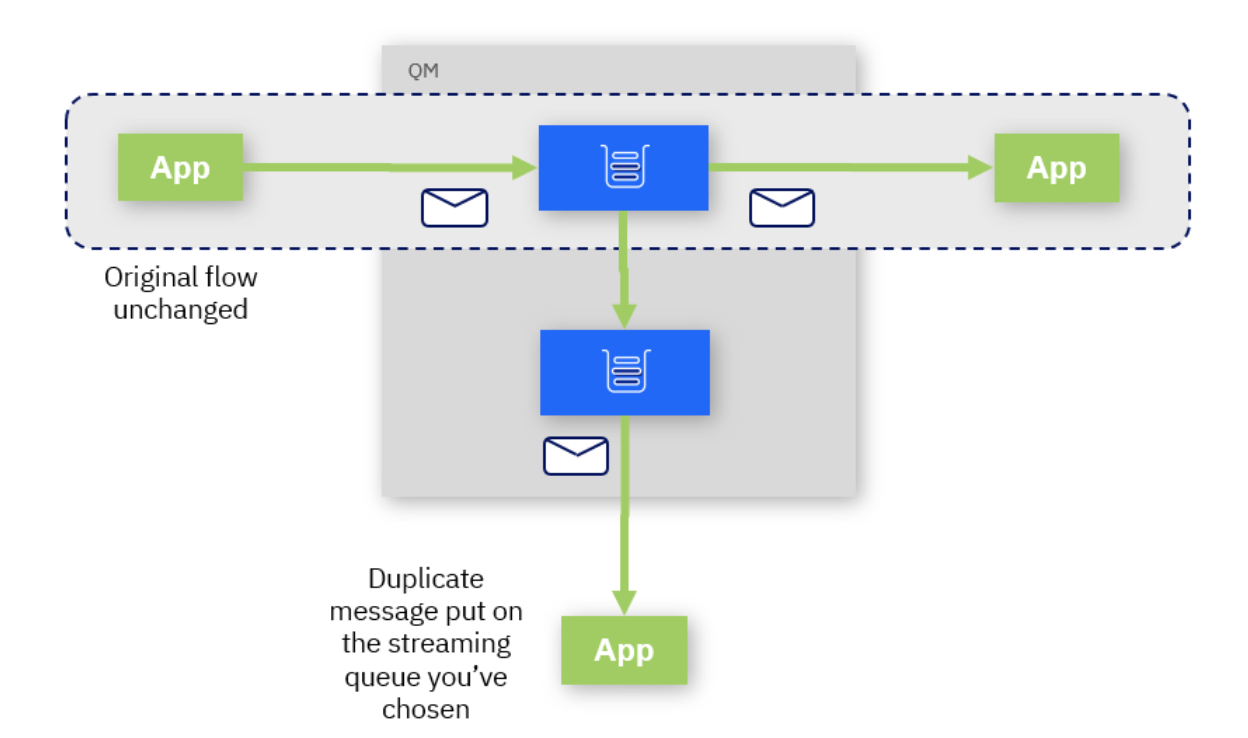 QM
App
App
Original flow
unchanged
Duplicate
message put on
the streaming
queue you’ve
chosen
App